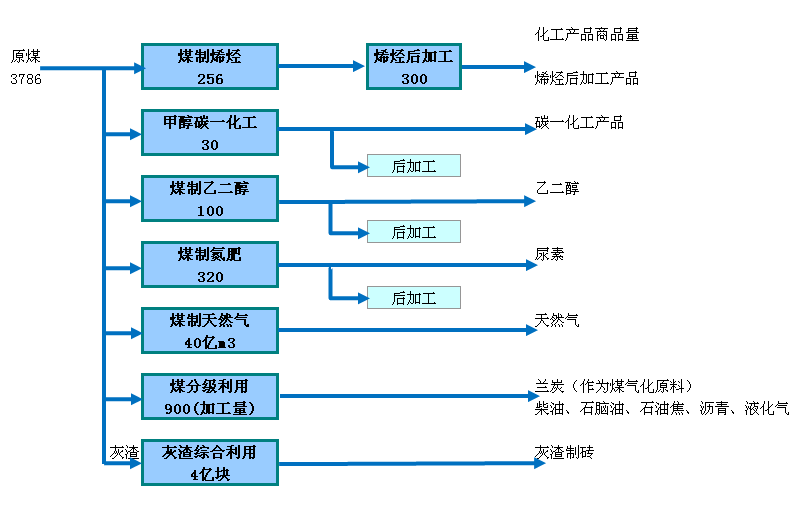 化工产品商品量
原煤
3786
煤制烯烃
256
烯烃后加工
300
烯烃后加工产品
甲醇碳一化工
30
碳一化工产品
后加工
煤制乙二醇
100
乙二醇
后加工
煤制氮肥
320
尿素
后加工
煤制天然气
40亿m3
天然气
煤分级利用
900(加工量)
兰炭（作为煤气化原料）
柴油、石脑油、石油焦、沥青、液化气
灰渣
灰渣综合利用
4亿块
灰渣制砖